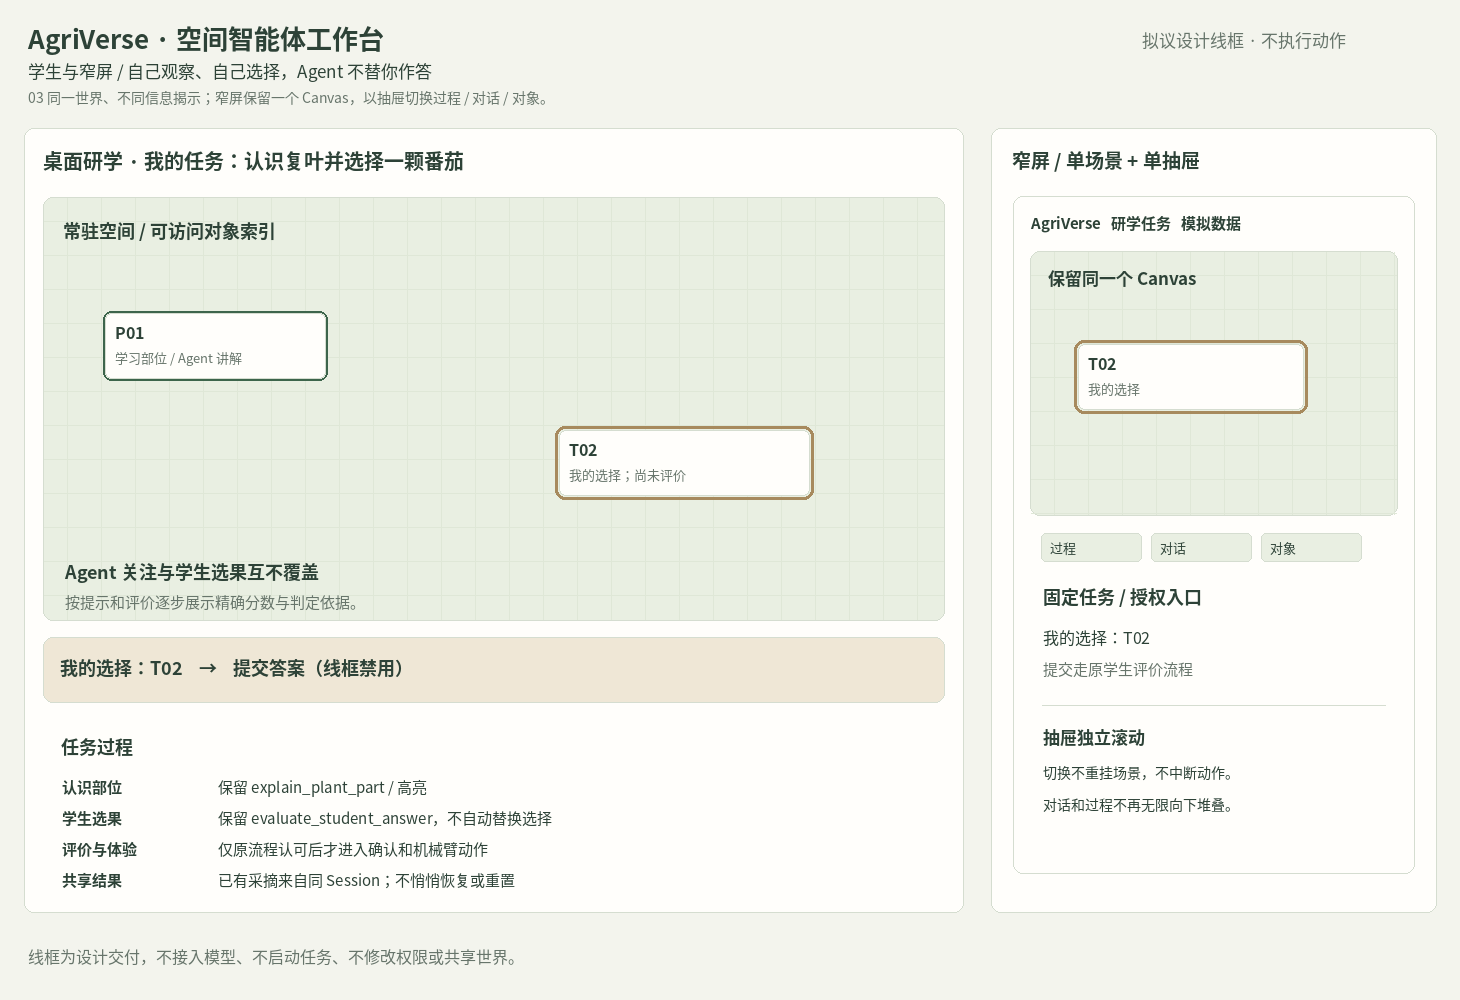 AgriVerse · 空间智能体工作台
拟议设计线框 · 不执行动作
学生与窄屏 / 自己观察、自己选择，Agent 不替你作答
03 同一世界、不同信息揭示；窄屏保留一个 Canvas，以抽屉切换过程 / 对话 / 对象。
桌面研学 · 我的任务：认识复叶并选择一颗番茄
常驻空间 / 可访问对象索引
P01
学习部位 / Agent 讲解
T02
我的选择；尚未评价
Agent 关注与学生选果互不覆盖
按提示和评价逐步展示精确分数与判定依据。
我的选择：T02 → 提交答案（线框禁用）
任务过程
认识部位 保留 explain_plant_part / 高亮
学生选果 保留 evaluate_student_answer，不自动替换选择
评价与体验 仅原流程认可后才进入确认和机械臂动作
共享结果 已有采摘来自同 Session；不悄悄恢复或重置
窄屏 / 单场景 + 单抽屉
AgriVerse 研学任务 模拟数据
保留同一个 Canvas
T02
我的选择
过程 对话 对象
固定任务 / 授权入口
我的选择：T02
提交走原学生评价流程
抽屉独立滚动
切换不重挂场景，不中断动作。
对话和过程不再无限向下堆叠。
线框为设计交付，不接入模型、不启动任务、不修改权限或共享世界。